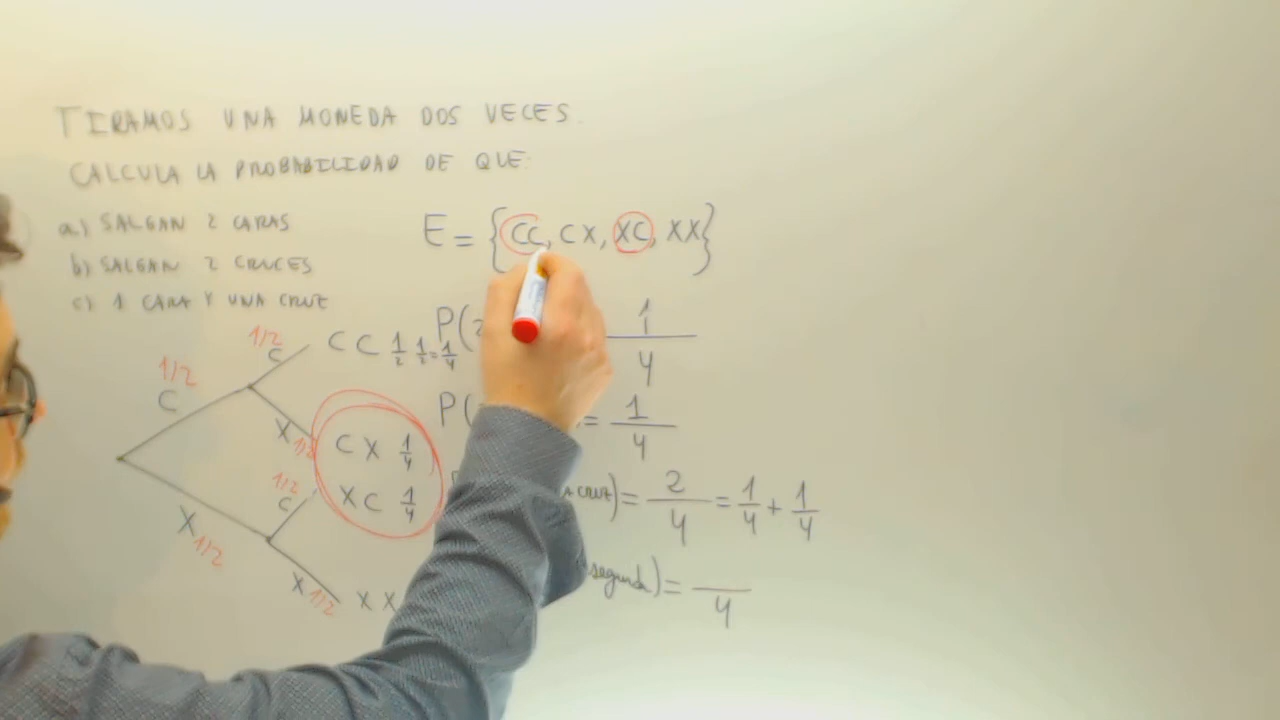 TIRAMOS UNA MONEDA DOS VECES.
CALCULA LA PROBABILIDAD DE QUE:
a) SALGAN 2 CARAS
b) SALGAN 2 CRUCES
c) 1 CARA Y UNA CRUZ
E = {CC, CX, XC, XX}
P(2 = 1/4
P( = 1/4
CRUZ) = 2/4 = 1/4 + 1/4
segunda) = /4
1/2
C
1/2
C
C C 1/2 1/2 = 1/4
X
1/2
C X 1/4
1/2
C
X C 1/4
X
1/2
X
1/2
X X